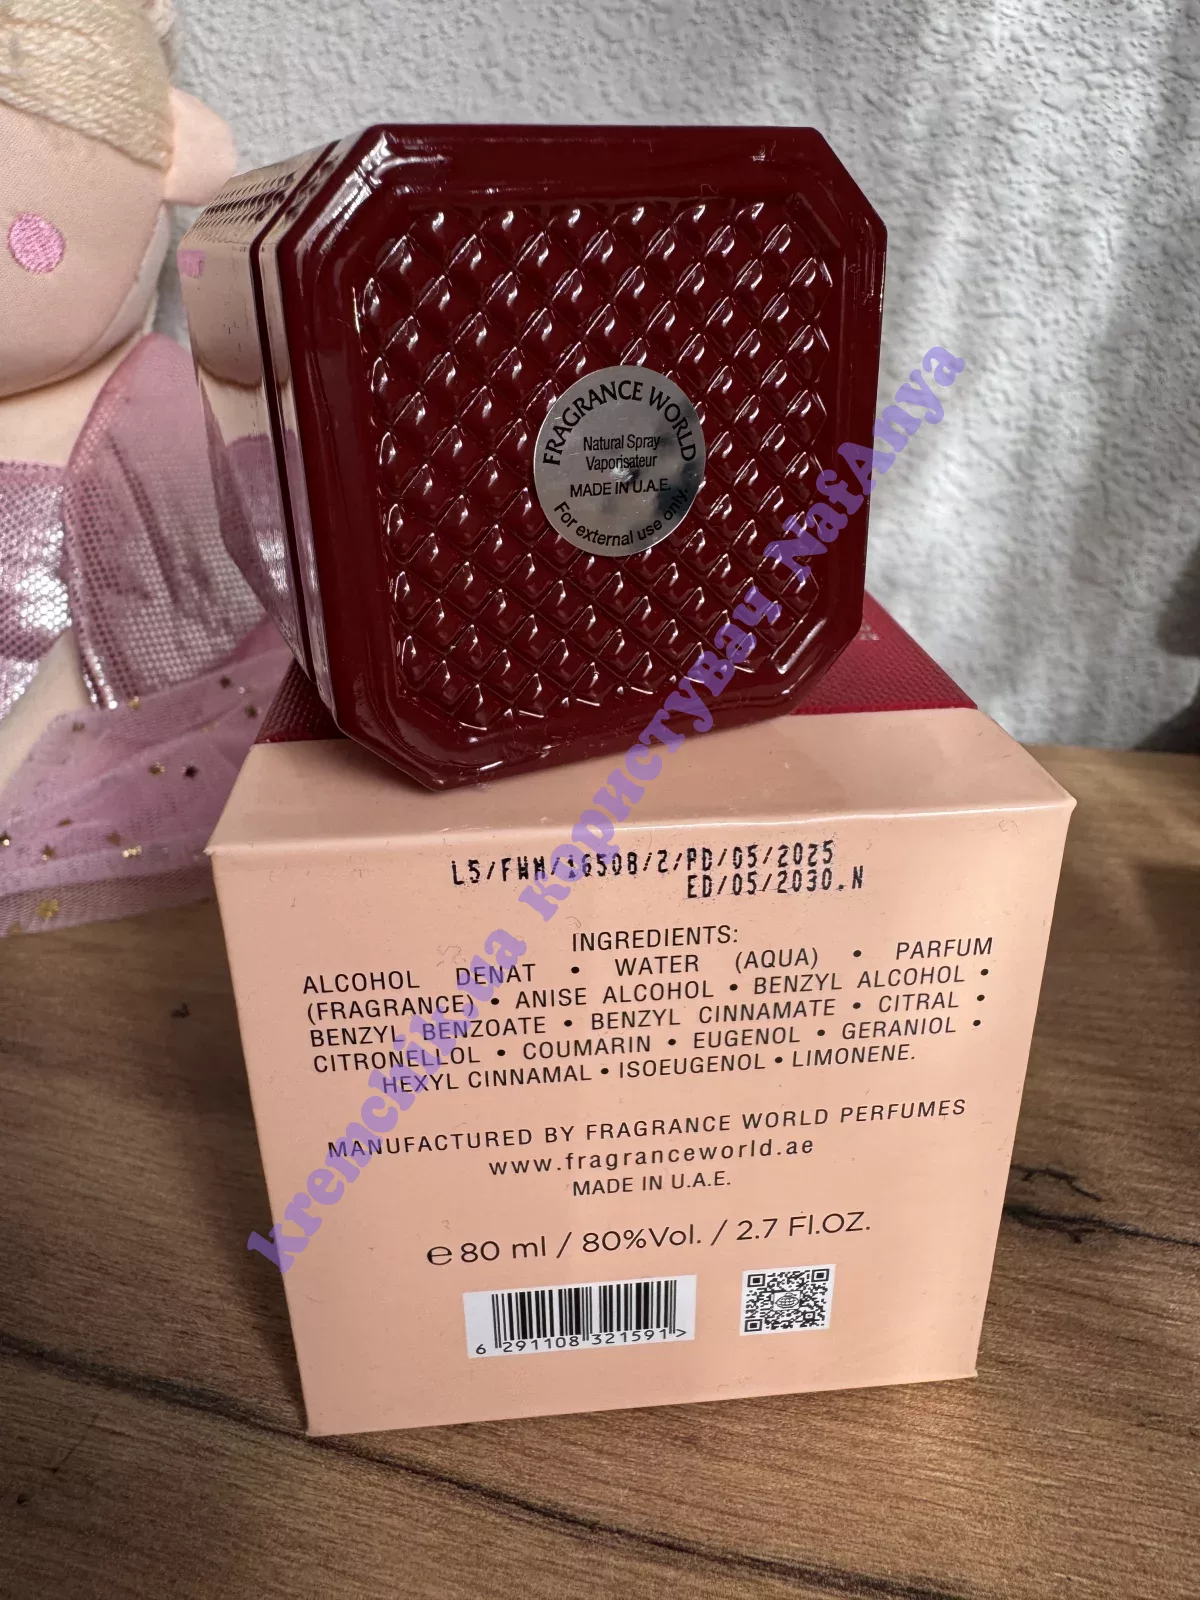 FRAGRANCE WORLD
Natural Spray
Vaporisateur
MADE IN U.A.E.
For external use only.
L5/FWM/16508/2/PD/05/2025
ED/05/2030.N
INGREDIENTS:
ALCOHOL DENAT • WATER (AQUA) • PARFUM
(FRAGRANCE) • ANISE ALCOHOL • BENZYL ALCOHOL •
BENZYL BENZOATE • BENZYL CINNAMATE • CITRAL •
CITRONELLOL • COUMARIN • EUGENOL • GERANIOL •
HEXYL CINNAMAL • ISOEUGENOL • LIMONENE.
MANUFACTURED BY FRAGRANCE WORLD PERFUMES
www.fragranceworld.ae
MADE IN U.A.E.
℮ 80 ml / 80%Vol. / 2.7 Fl.OZ.
6 291108 321591 >
kremchik.ua користувач NafAnya